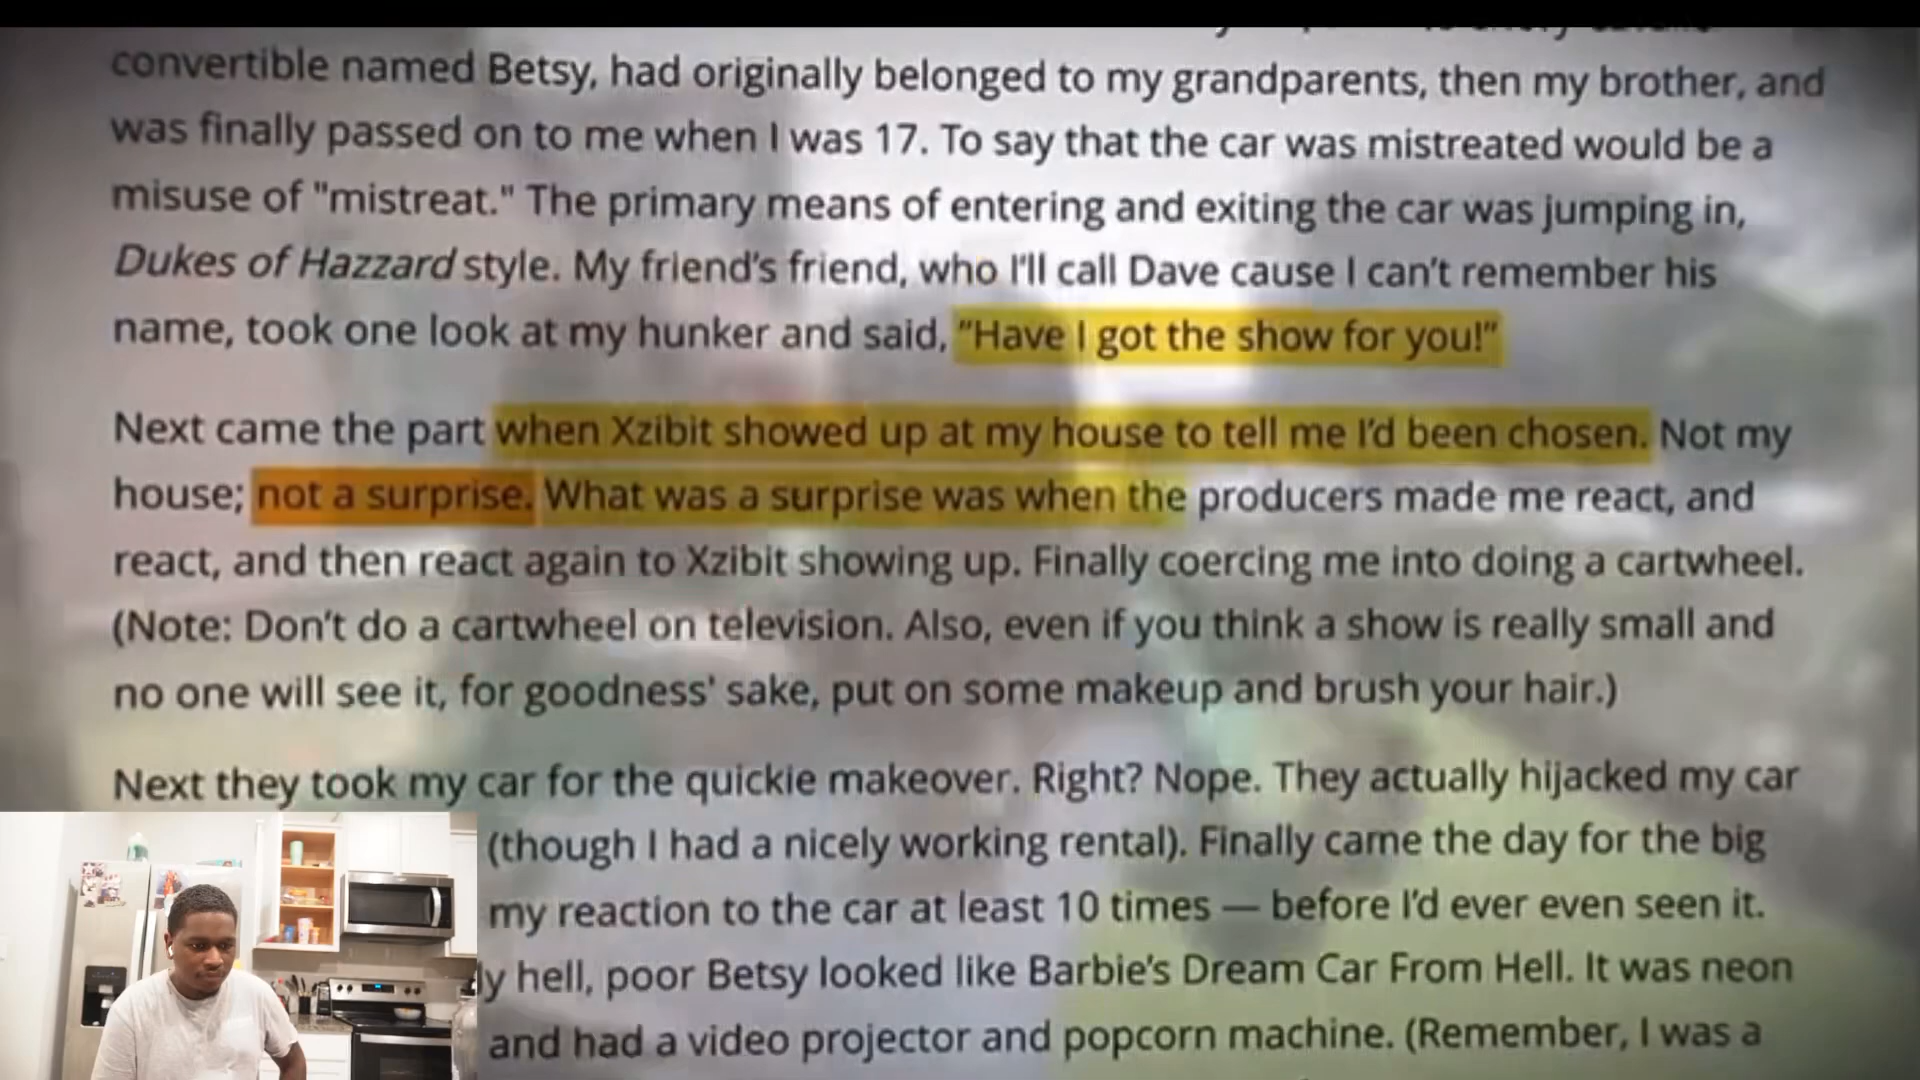 convertible named Betsy, had originally belonged to my grandparents, then my brother, and
was finally passed on to me when I was 17. To say that the car was mistreated would be a
misuse of "mistreat." The primary means of entering and exiting the car was jumping in,
Dukes of Hazzard style. My friend's friend, who I'll call Dave cause I can't remember his
name, took one look at my hunker and said, “Have I got the show for you!”
Next came the part when Xzibit showed up at my house to tell me I'd been chosen. Not my
house; not a surprise. What was a surprise was when the producers made me react, and
react, and then react again to Xzibit showing up. Finally coercing me into doing a cartwheel.
(Note: Don't do a cartwheel on television. Also, even if you think a show is really small and
no one will see it, for goodness' sake, put on some makeup and brush your hair.)
Next they took my car for the quickie makeover. Right? Nope. They actually hijacked my car
(though I had a nicely working rental). Finally came the day for the big
my reaction to the car at least 10 times — before I'd ever even seen it.
y hell, poor Betsy looked like Barbie's Dream Car From Hell. It was neon
and had a video projector and popcorn machine. (Remember, I was a